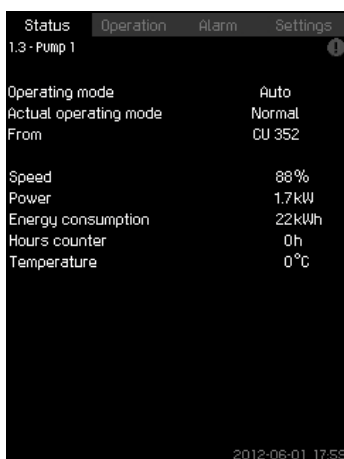 Status Operation Alarm Settings
1.3 - Pump 1
Operating mode Auto
Actual operating mode Normal
From CU 352
Speed 88%
Power 1.7kW
Energy consumption 22kWh
Hours counter 0h
Temperature 0°C
2012-06-01 17:59